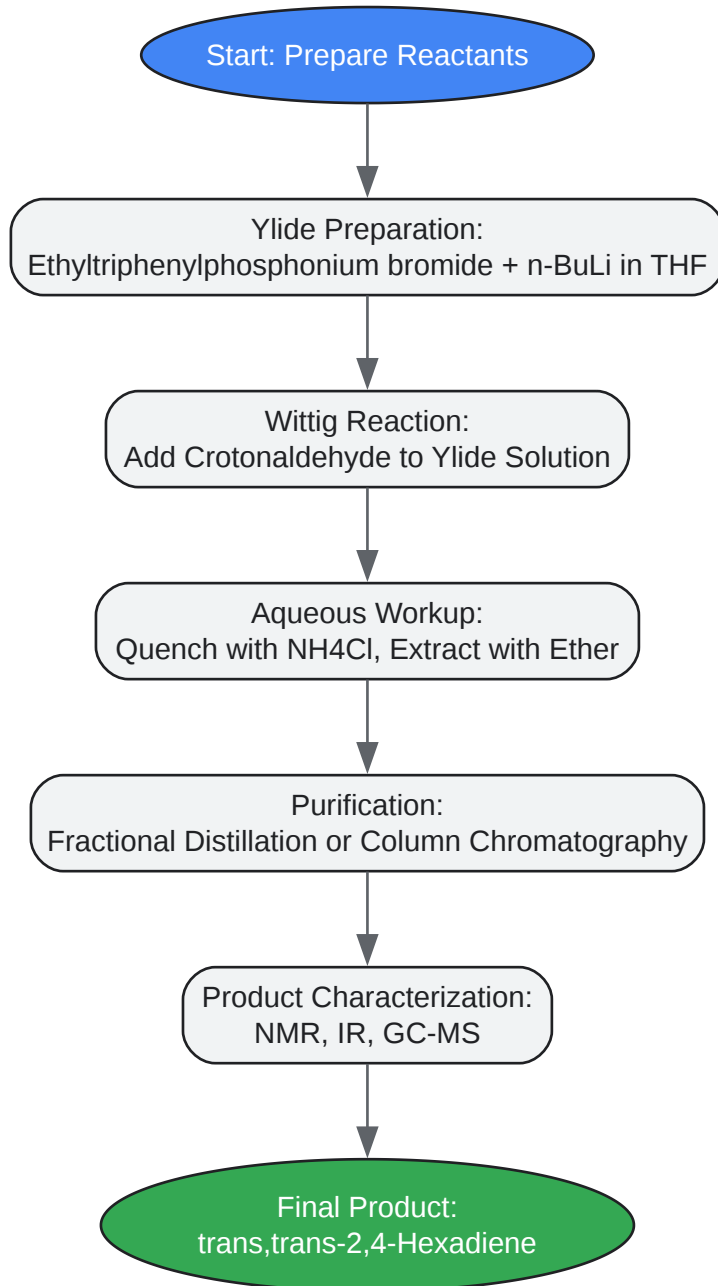 Start: Prepare Reactants
Ylide Preparation:
Ethyltriphenylphosphonium bromide + n-BuLi in THF
Wittig Reaction:
Add Crotonaldehyde to Ylide Solution
Aqueous Workup:
Quench with NH4Cl, Extract with Ether
Purification:
Fractional Distillation or Column Chromatography
Product Characterization:
NMR, IR, GC-MS
Final Product:
trans,trans-2,4-Hexadiene